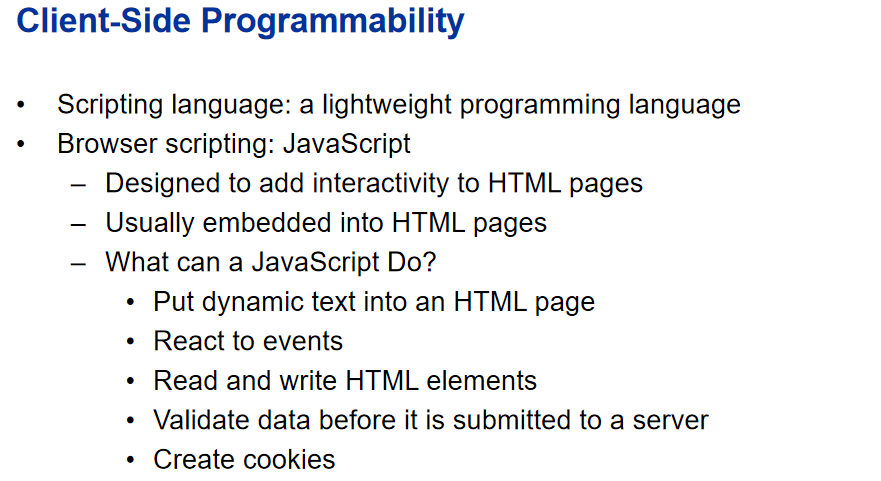 Client-Side Programmability
• Scripting language: a lightweight programming language
• Browser scripting: JavaScript
– Designed to add interactivity to HTML pages
– Usually embedded into HTML pages
– What can a JavaScript Do?
• Put dynamic text into an HTML page
• React to events
• Read and write HTML elements
• Validate data before it is submitted to a server
• Create cookies